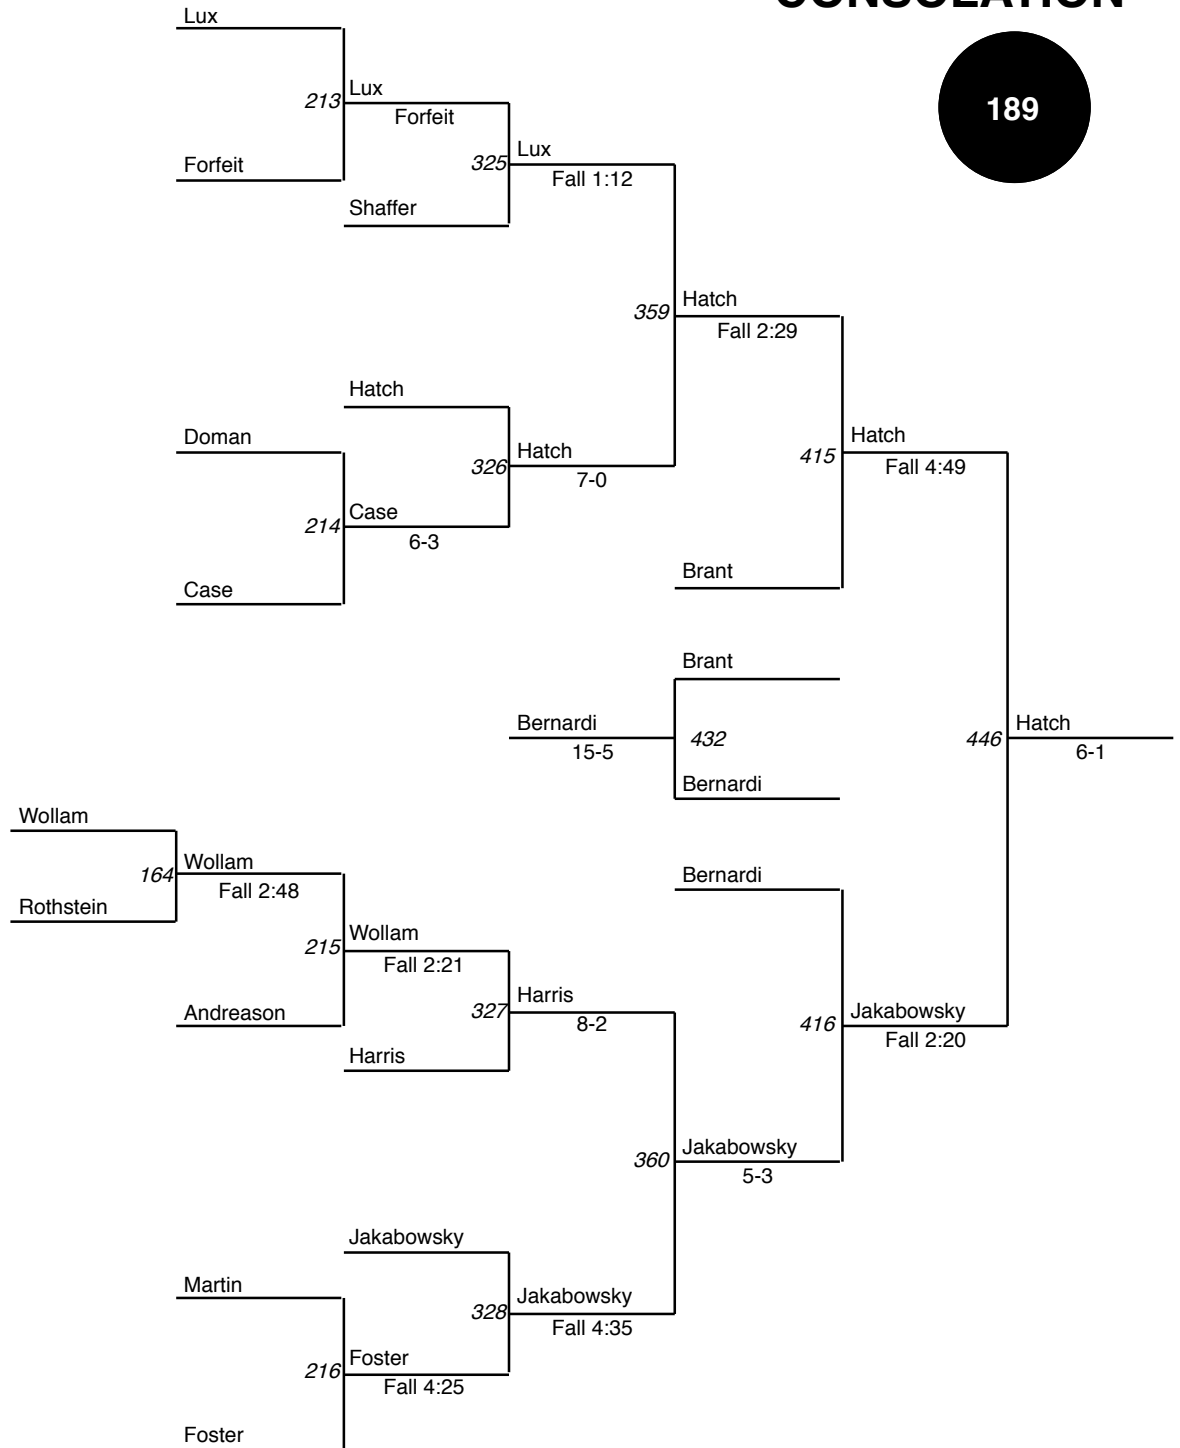 CONSOLATION
189
Lux
213
Lux
Forfeit
Forfeit
325
Lux
Fall 1:12
Shaffer
359
Hatch
Fall 2:29
Hatch
Doman
326
Hatch
7-0
214
Case
6-3
Case
415
Hatch
Fall 4:49
Brant
Brant
Bernardi
15-5
432
Bernardi
446
Hatch
6-1
Wollam
164
Wollam
Fall 2:48
Rothstein
Bernardi
215
Wollam
Fall 2:21
Andreason
327
Harris
8-2
Harris
416
Jakabowsky
Fall 2:20
360
Jakabowsky
5-3
Jakabowsky
Martin
328
Jakabowsky
Fall 4:35
216
Foster
Fall 4:25
Foster